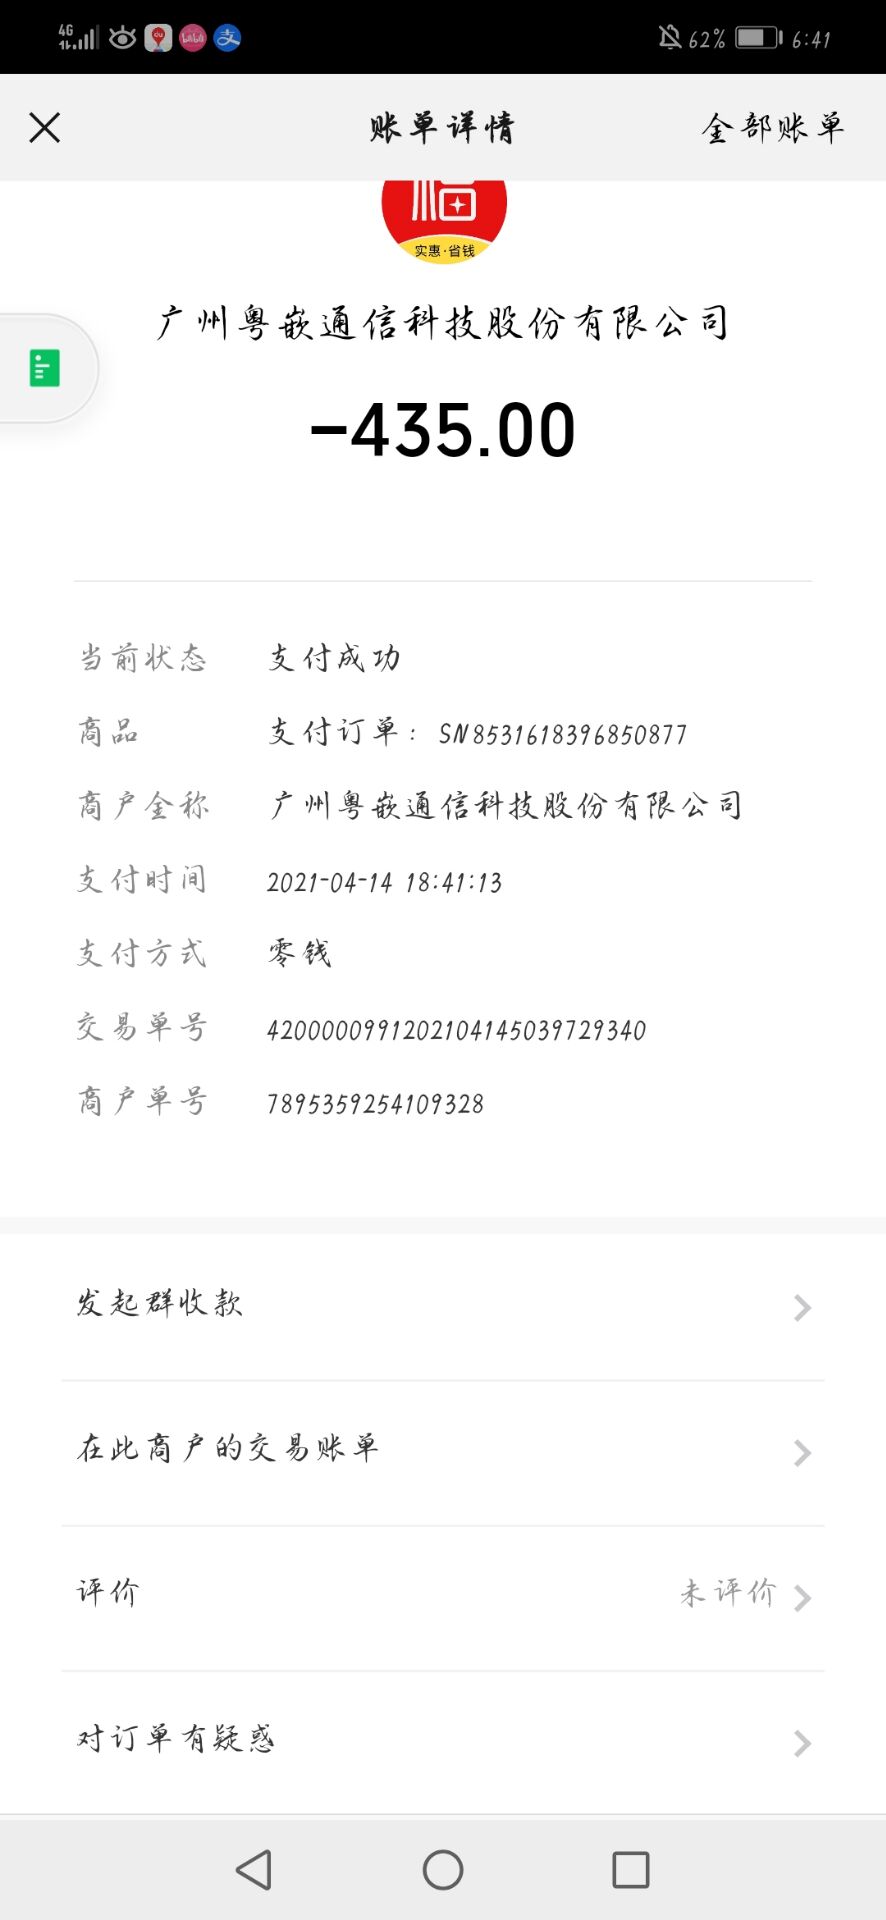 4G 62% 6:41
账单详情 全部账单
实惠·省钱
广州粤嵌通信科技股份有限公司
-435.00
当前状态 支付成功
商品 支付订单：SN8531618396850877
商户全称 广州粤嵌通信科技股份有限公司
支付时间 2021-04-14 18:41:13
支付方式 零钱
交易单号 4200000991202104145039729340
商户单号 7895359254109328
发起群收款
在此商户的交易账单
评价 未评价
对订单有疑惑